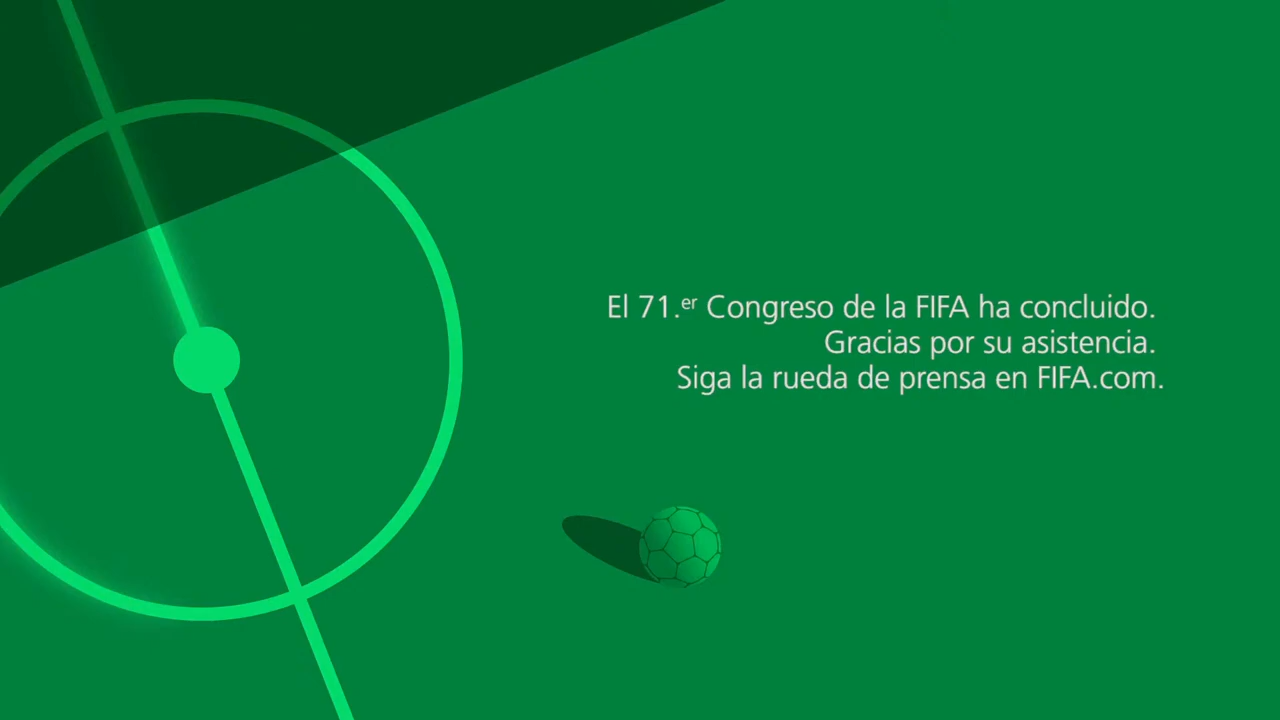 El 71.er Congreso de la FIFA ha concluido.
Gracias por su asistencia.
Siga la rueda de prensa en FIFA.com.